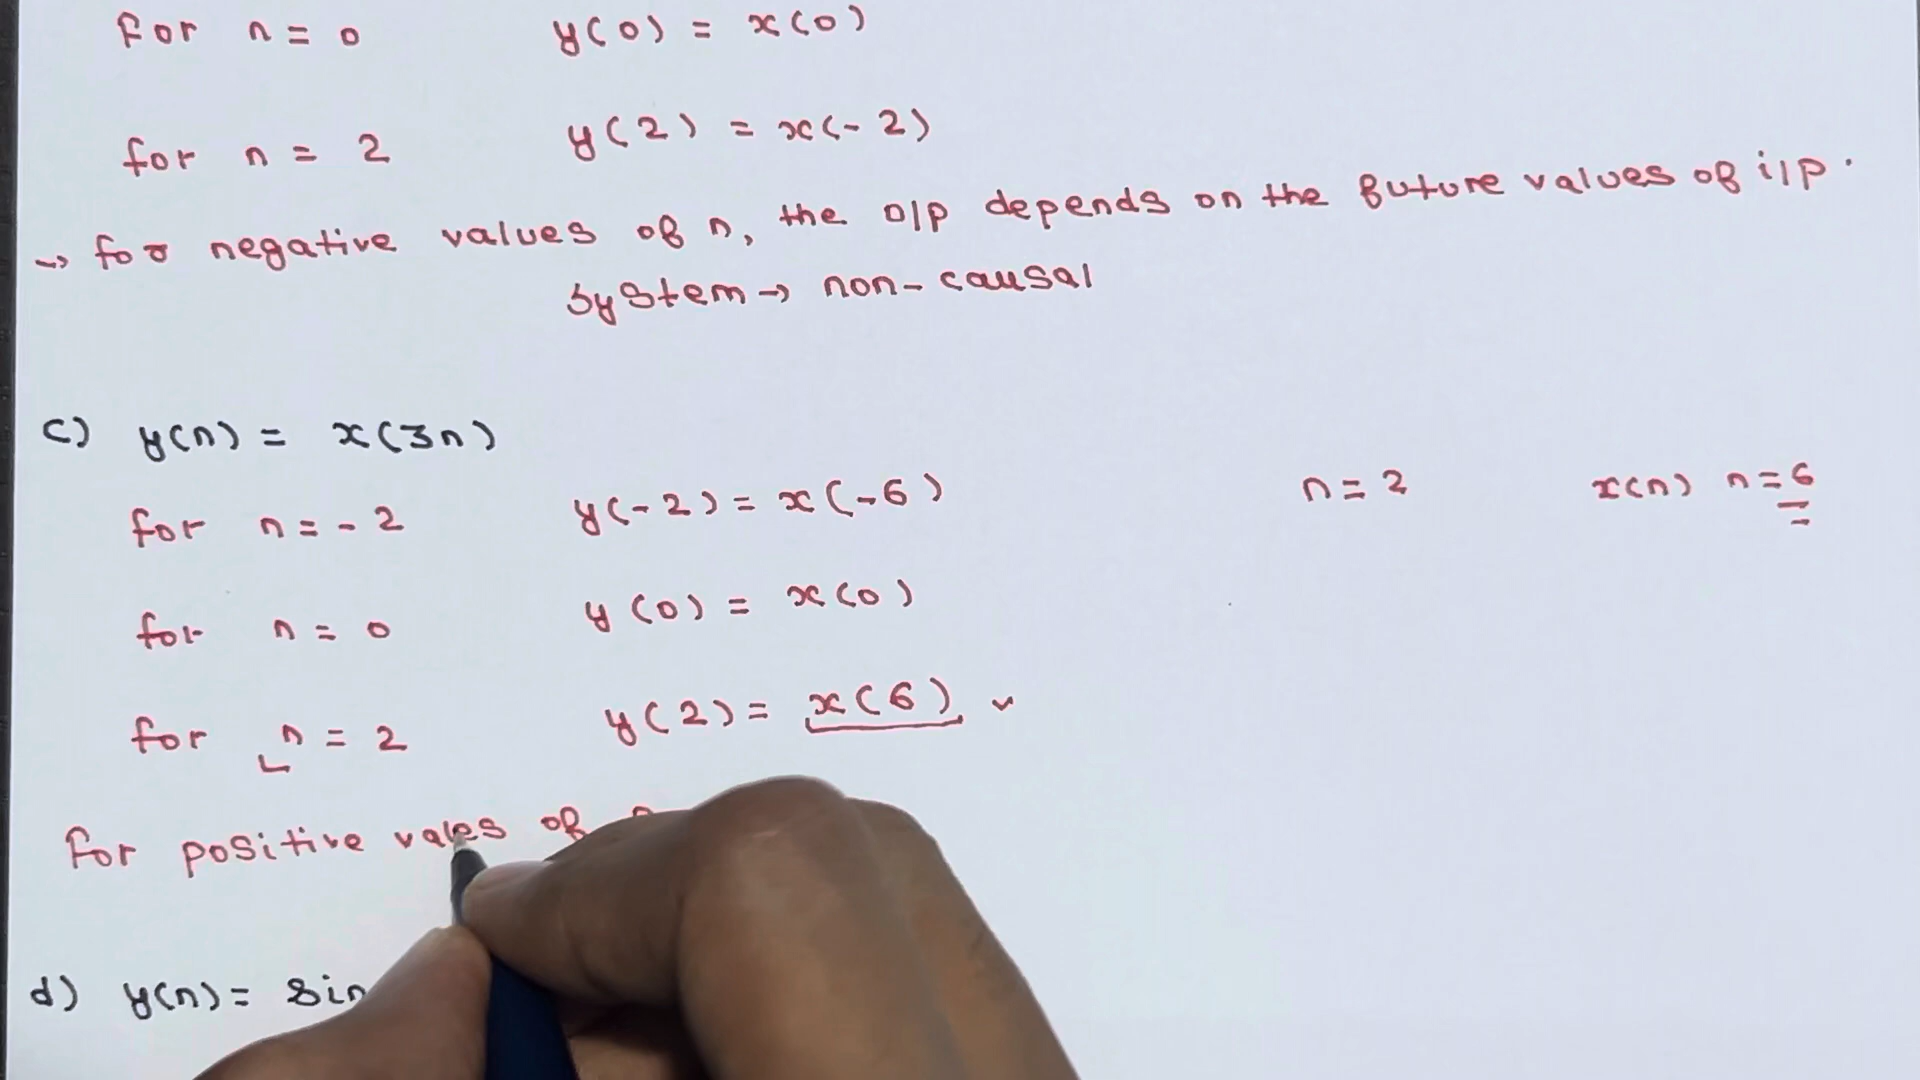 for n = 0 y(0) = x(0)
for n = 2 y(2) = x(-2)
→ for negative values of n, the o/p depends on the future values of i/p.
System → non-causal
c) y(n) = x(3n)
for n = -2 y(-2) = x(-6) n = 2 x(n) n = 6
for n = 0 y(0) = x(0)
for n = 2 y(2) = x(6) ✓
for positive vales of
d) y(n) = sin